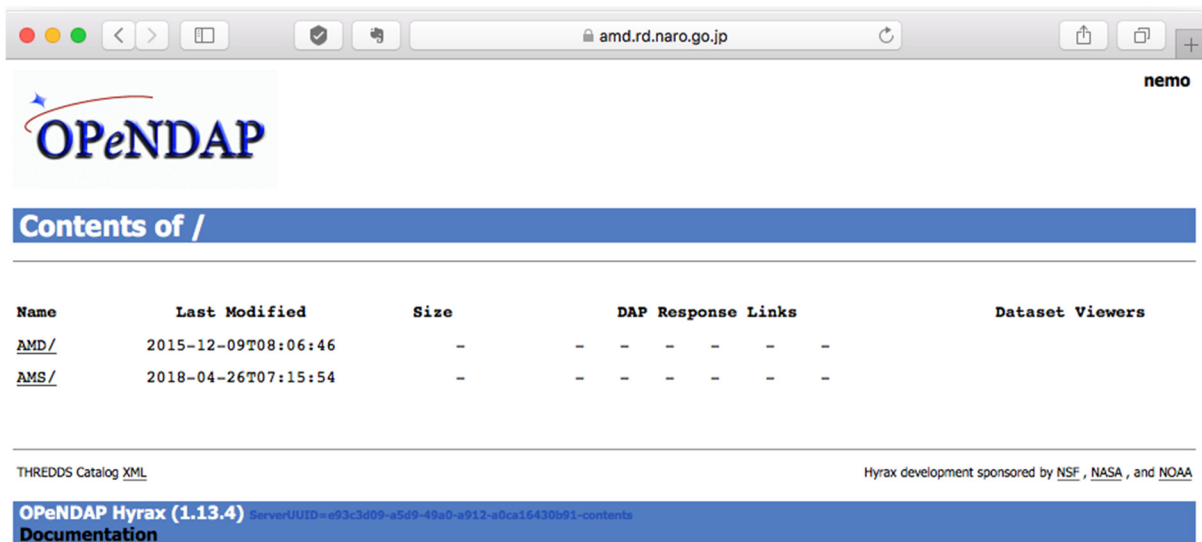 amd.rd.naro.go.jp
nemo
OPeNDAP
Contents of /
Name Last Modified Size DAP Response Links Dataset Viewers
AMD/ 2015-12-09T08:06:46 - - - - - - -
AMS/ 2018-04-26T07:15:54 - - - - - - -
THREDDS Catalog XML Hyrax development sponsored by NSF , NASA , and NOAA
OPeNDAP Hyrax (1.13.4) ServerUUID=e93c3d09-a5d9-49a0-a912-a0ca16430b91-contents
Documentation